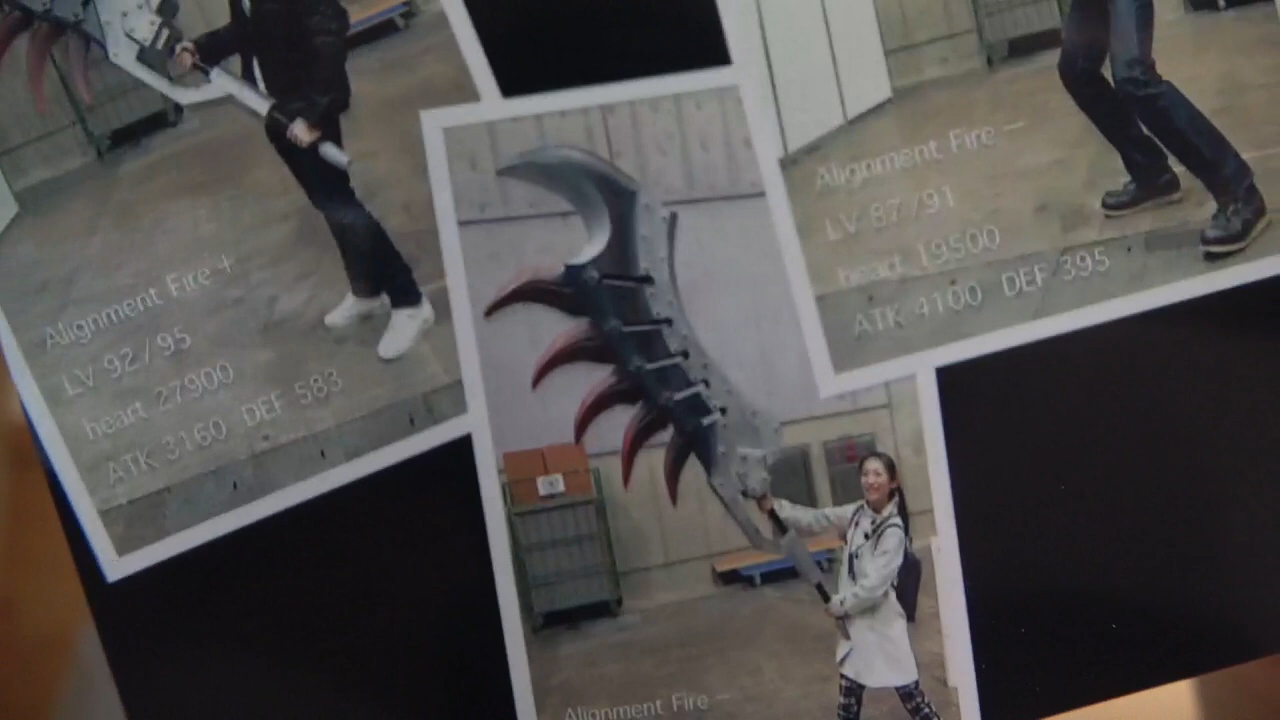 Alignment Fire +
LV 92/95
heart 27900
ATK 3160 DEF 583
Alignment Fire –
LV 87/91
heart 19500
ATK 4100 DEF 395
Alignment Fire –